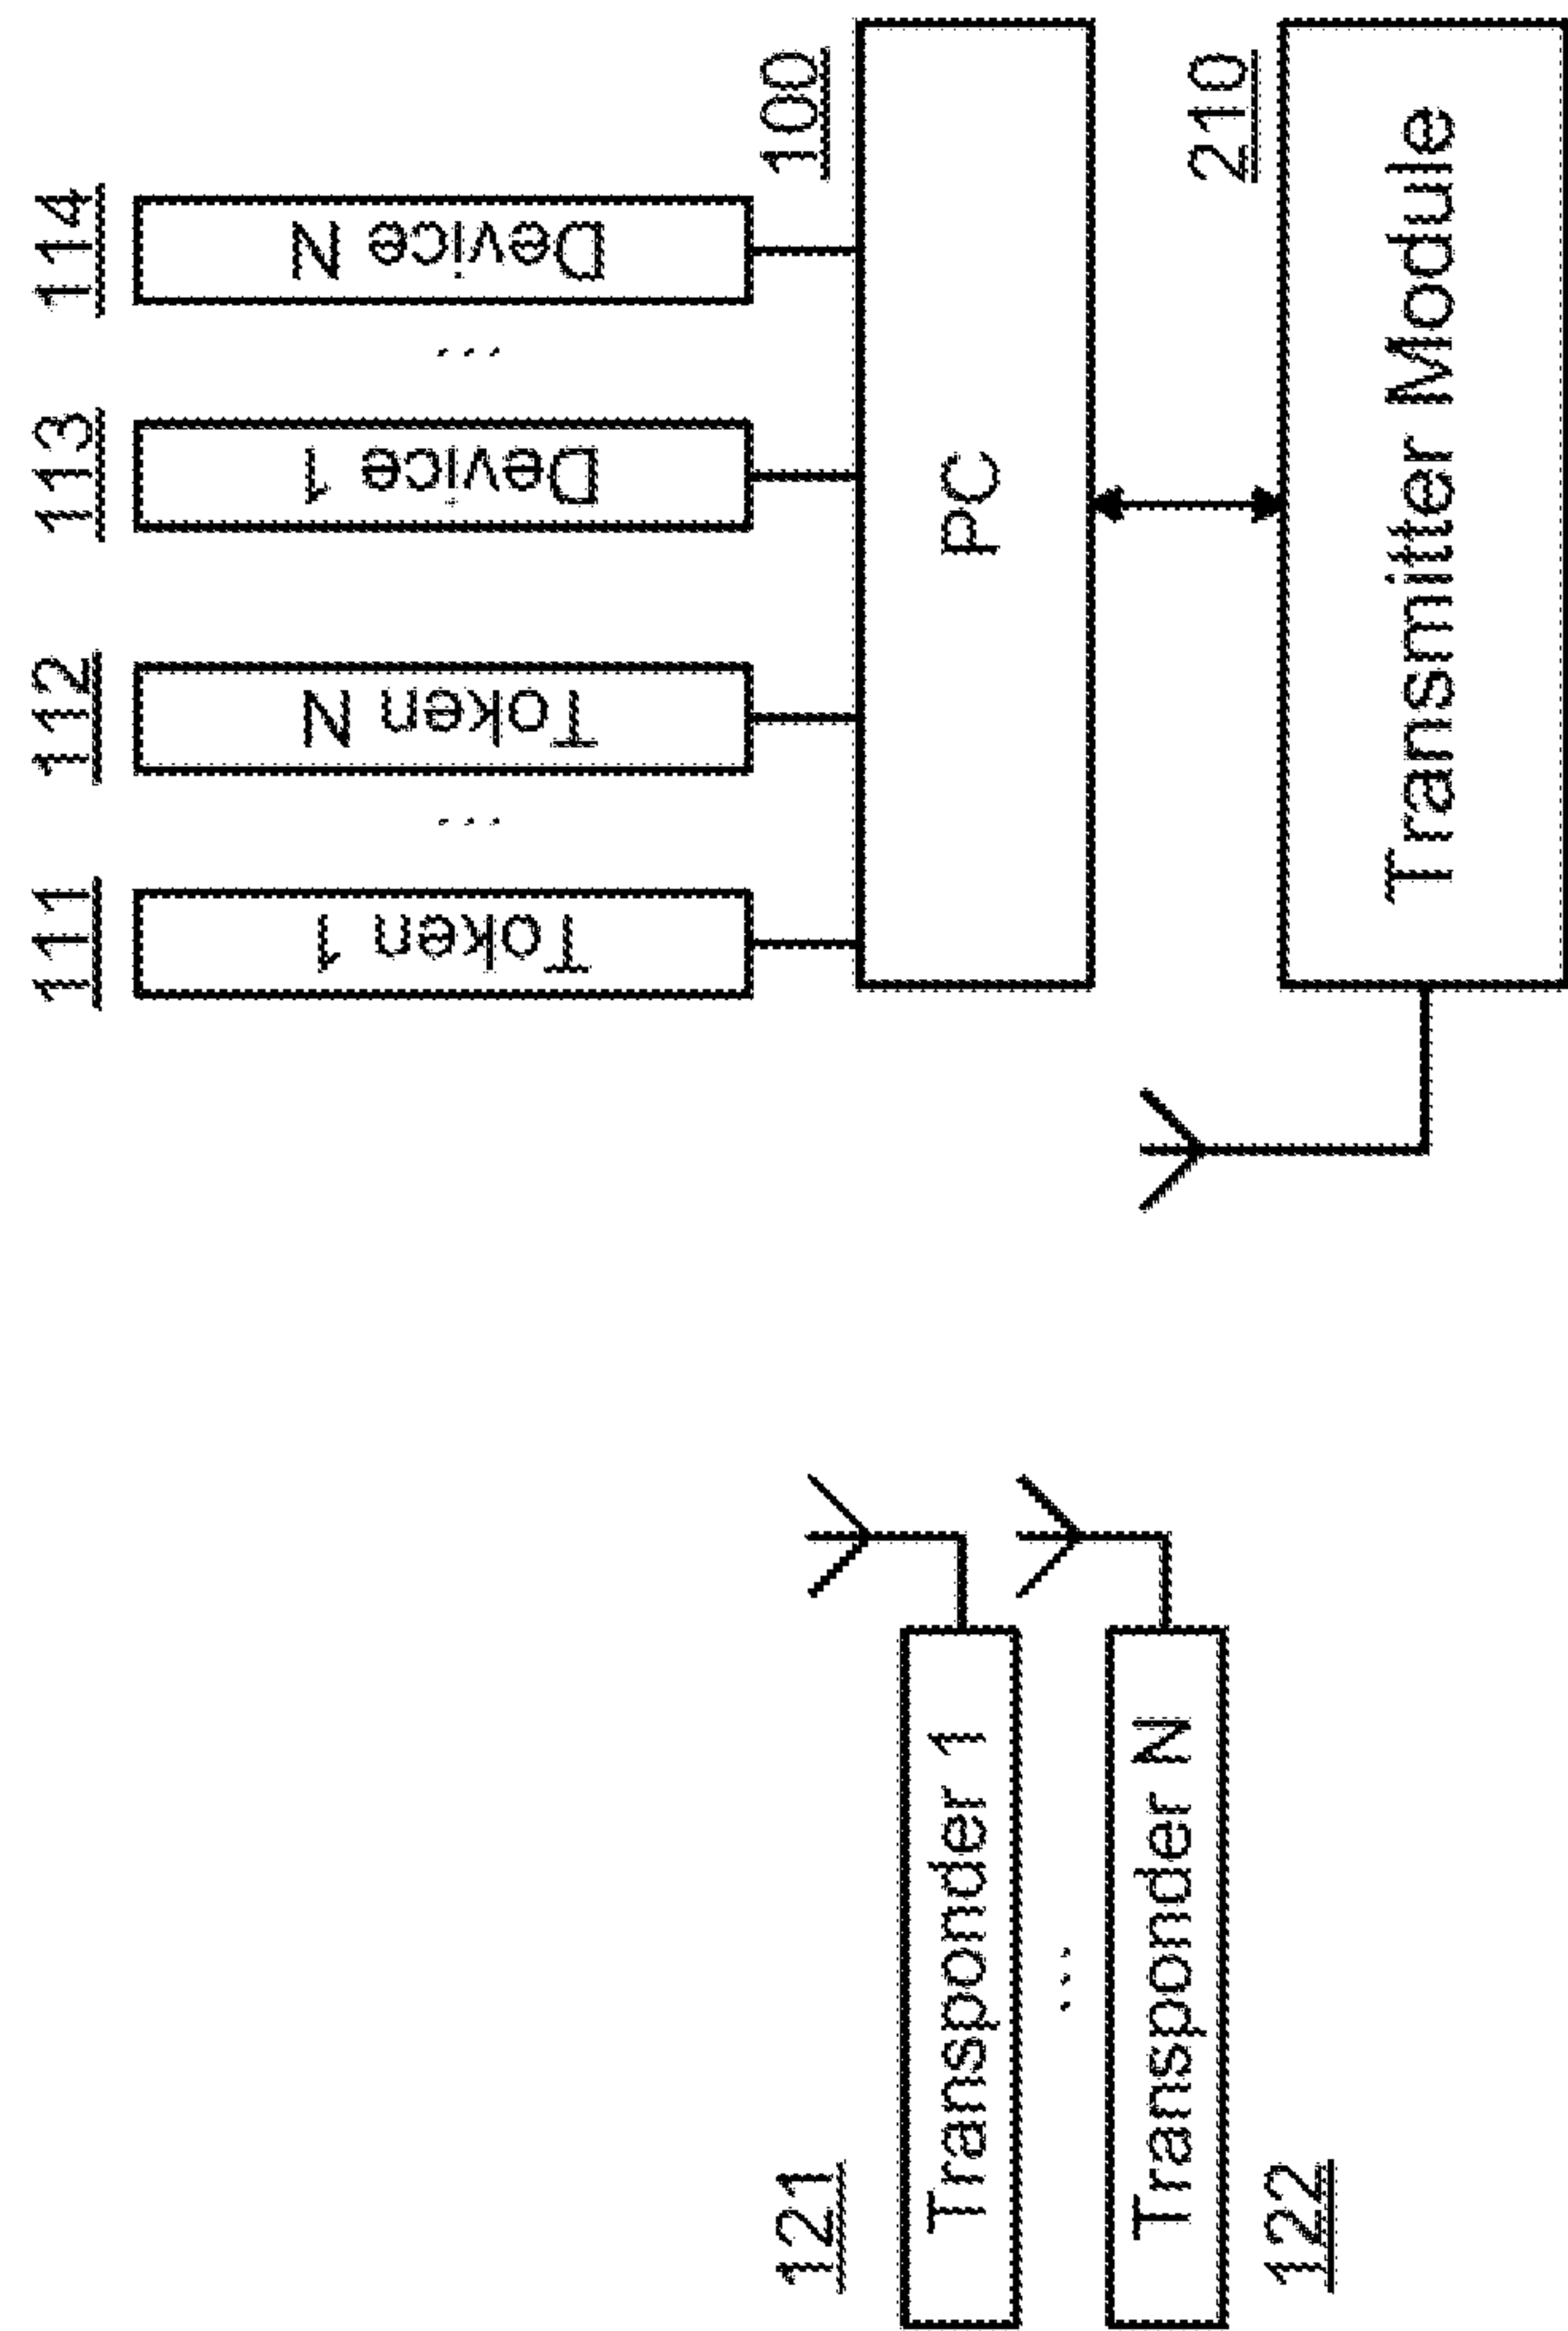 111
112
113
114
Token 1
...
Token N
Device 1
...
Device N
100
PC
121
Transponder 1
...
Transponder N
122
210
Transmitter Module